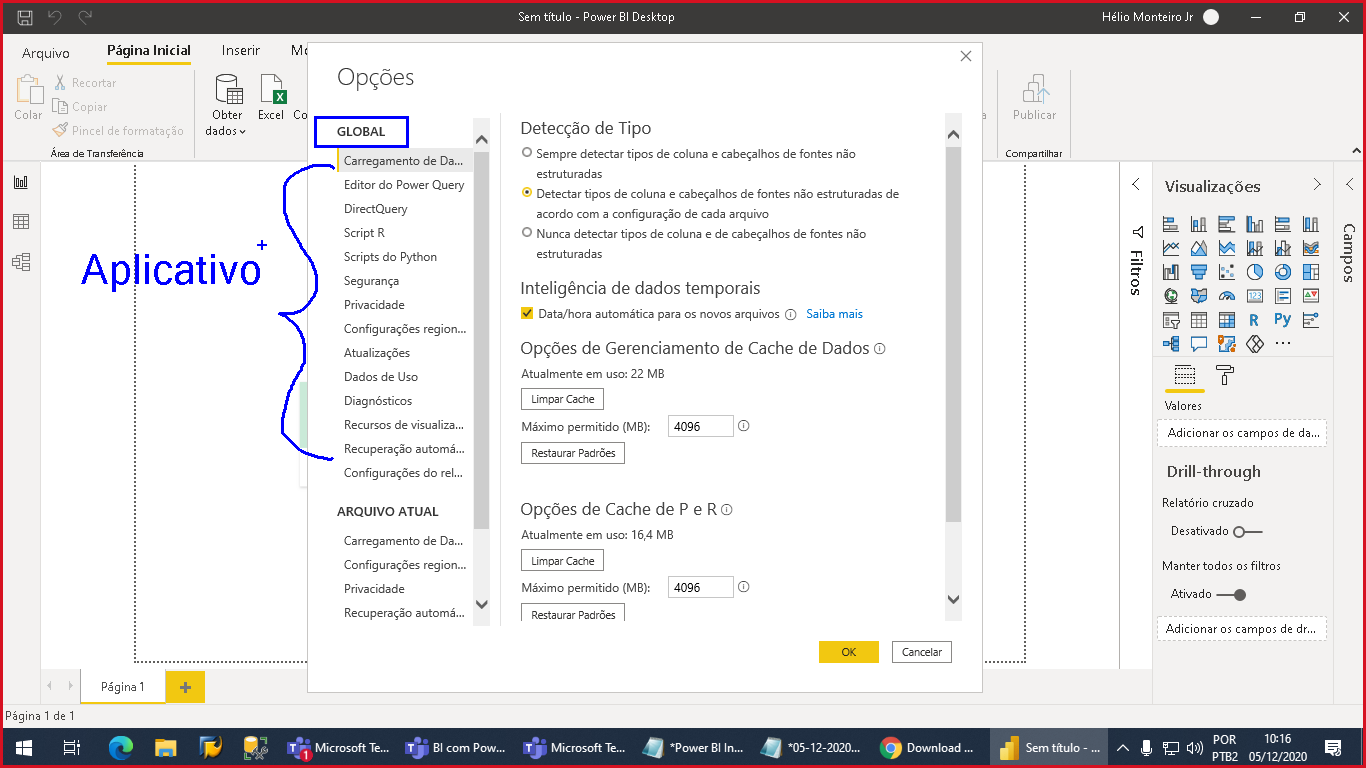 Sem título - Power BI Desktop
Hélio Monteiro Jr
Arquivo
Página Inicial
Inserir
Mo
Colar
Recortar
Copiar
Pincel de formatação
Área de Transferência
Obter
dados
Excel
Co
Publicar
Compartilhar
Opções
GLOBAL
Carregamento de Da...
Editor do Power Query
DirectQuery
Script R
Scripts do Python
Segurança
Privacidade
Configurações region...
Atualizações
Dados de Uso
Diagnósticos
Recursos de visualiza...
Recuperação automá...
Configurações do rel...
ARQUIVO ATUAL
Carregamento de Da...
Configurações region...
Privacidade
Recuperação automá...
Aplicativo
Detecção de Tipo
Sempre detectar tipos de coluna e cabeçalhos de fontes não
estruturadas
Detectar tipos de coluna e cabeçalhos de fontes não estruturadas de
acordo com a configuração de cada arquivo
Nunca detectar tipos de coluna e de cabeçalhos de fontes não
estruturadas
Inteligência de dados temporais
Data/hora automática para os novos arquivos Saiba mais
Opções de Gerenciamento de Cache de Dados
Atualmente em uso: 22 MB
Limpar Cache
Máximo permitido (MB): 4096
Restaurar Padrões
Opções de Cache de P e R
Atualmente em uso: 16,4 MB
Limpar Cache
Máximo permitido (MB): 4096
Restaurar Padrões
OK
Cancelar
Filtros
Visualizações
R
Py
123
Valores
Adicionar os campos de da...
Drill-through
Relatório cruzado
Desativado
Manter todos os filtros
Ativado
Adicionar os campos de dr...
Campos
Página 1
Página 1 de 1
1
Microsoft Te...
BI com Pow...
Microsoft Te...
*Power BI In...
*05-12-2020...
Download ...
Sem título - ...
POR
PTB2
10:16
05/12/2020